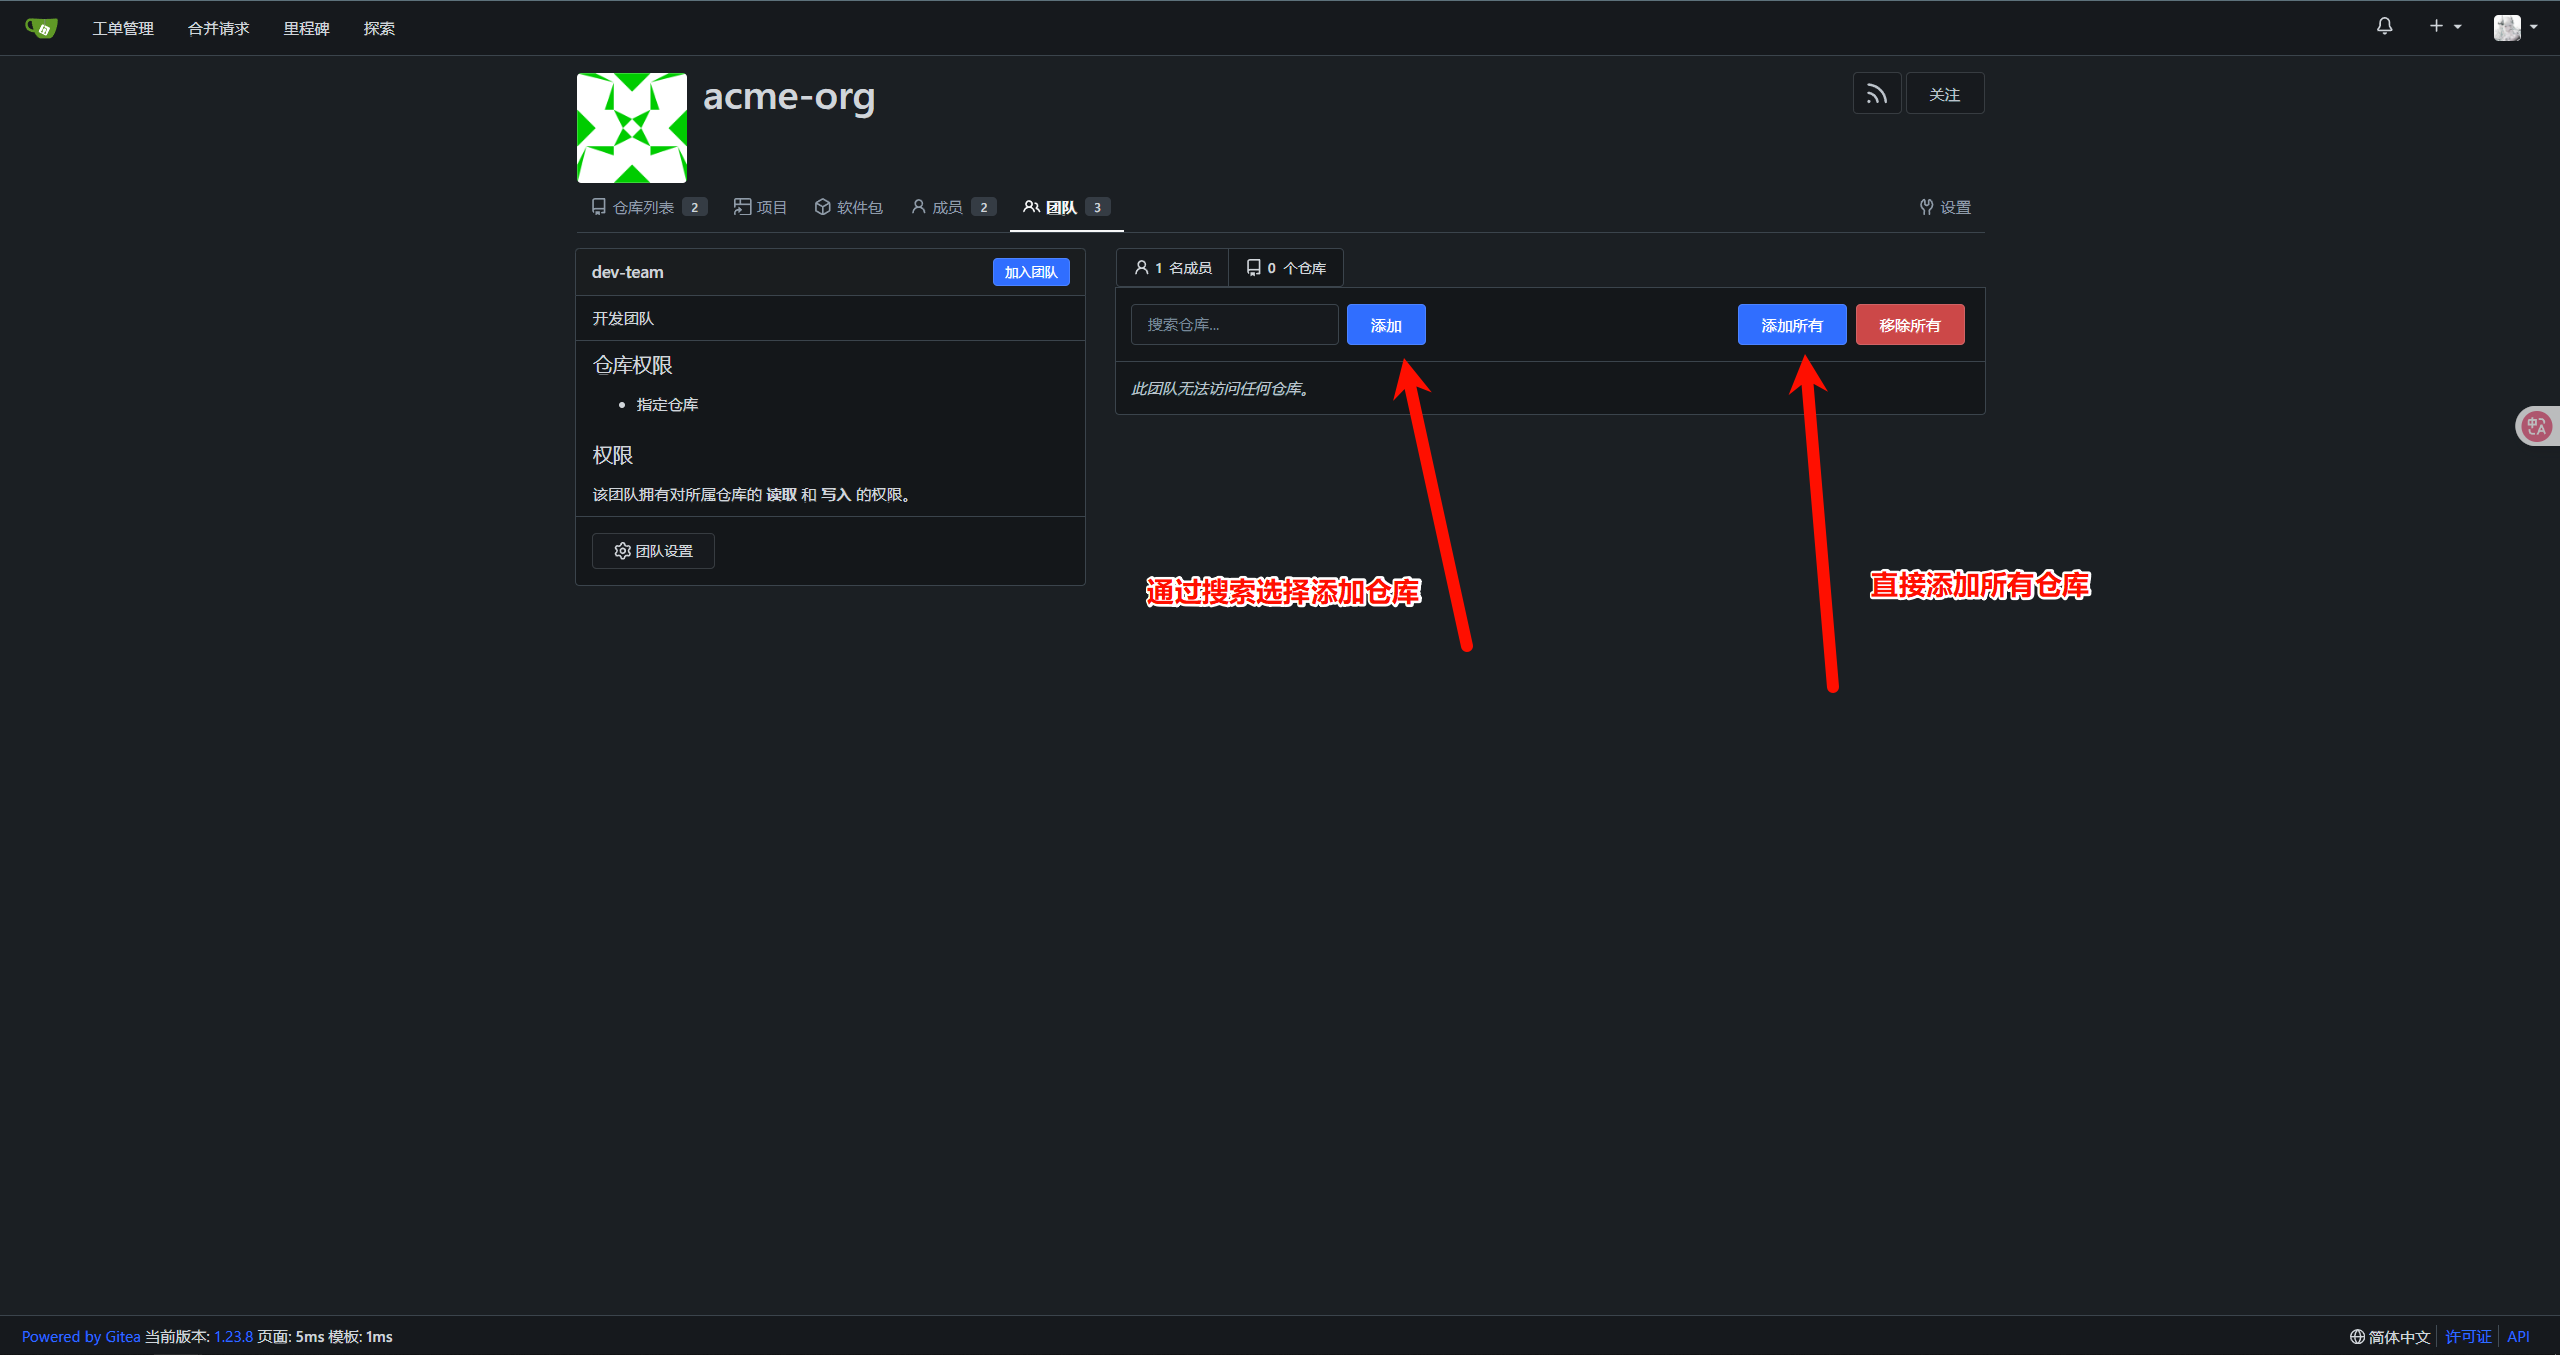 工单管理 合并请求 里程碑 探索
acme-org
关注
仓库列表 2 项目 软件包 成员 2 团队 3 设置
dev-team 加入团队
开发团队
仓库权限
指定仓库
权限
该团队拥有对所属仓库的 读取 和 写入 的权限。
团队设置
1 名成员 0 个仓库
搜索仓库... 添加 添加所有 移除所有
此团队无法访问任何仓库。
通过搜索选择添加仓库
直接添加所有仓库
中A
Powered by Gitea 当前版本: 1.23.8 页面: 5ms 模板: 1ms
简体中文 许可证 API